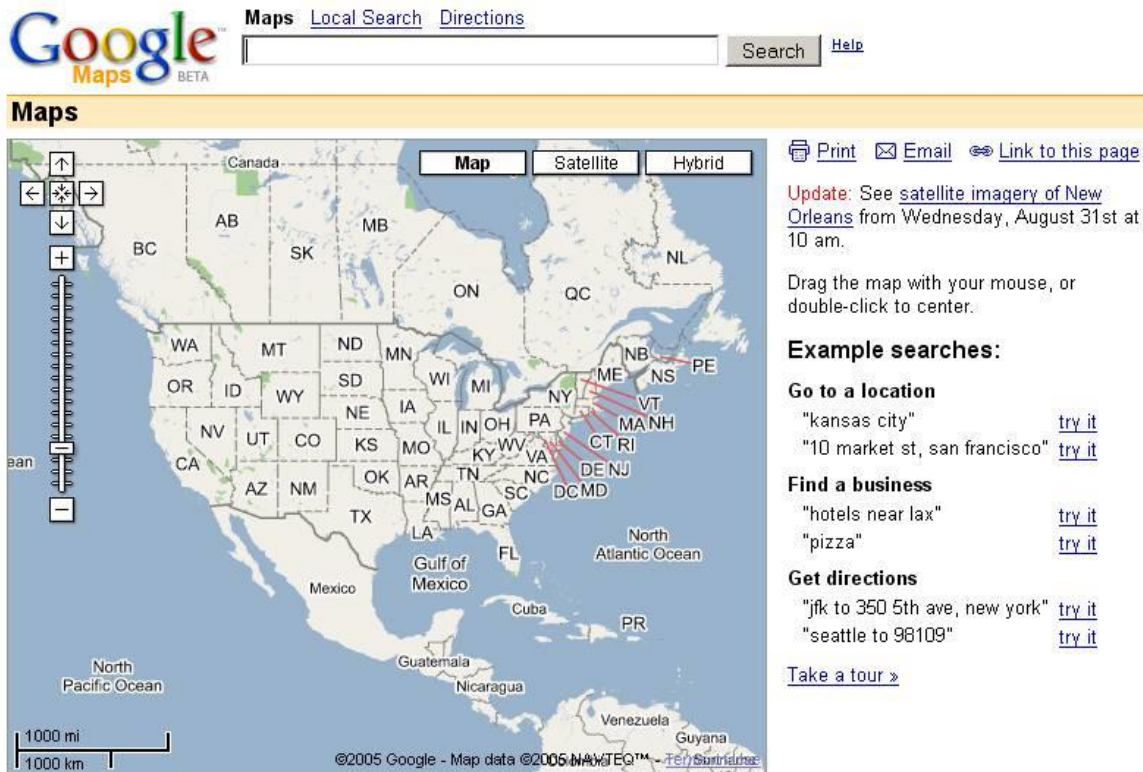 Google™
Maps BETA
Maps Local Search Directions
Search Help
Maps
Map Satellite Hybrid
Canada
AB
MB
BC
SK
NL
ON
QC
WA
MT
ND
MN
NB
PE
ME
NS
OR
ID
SD
WI
MI
WY
NY
VT
NE
IA
MA NH
NV
UT
CO
IL
IN
OH
PA
KS
MO
KY
WV
VA
CT
RI
CA
DE
NJ
AZ
NM
OK
AR
TN
NC
DC
MD
MS
AL
GA
SC
TX
LA
FL
ean
North
Atlantic Ocean
Gulf of
Mexico
Mexico
Cuba
PR
Guatemala
Nicaragua
North
Pacific Ocean
Venezuela
Guyana
Colombia
Suriname
1000 mi
1000 km
©2005 Google - Map data ©2005 NAVTEQ™ -
Print Email Link to this page
Update: See satellite imagery of New
Orleans from Wednesday, August 31st at
10 am.
Drag the map with your mouse, or
double-click to center.
Example searches:
Go to a location
"kansas city" try it
"10 market st, san francisco" try it
Find a business
"hotels near lax" try it
"pizza" try it
Get directions
"jfk to 350 5th ave, new york" try it
"seattle to 98109" try it
Take a tour »